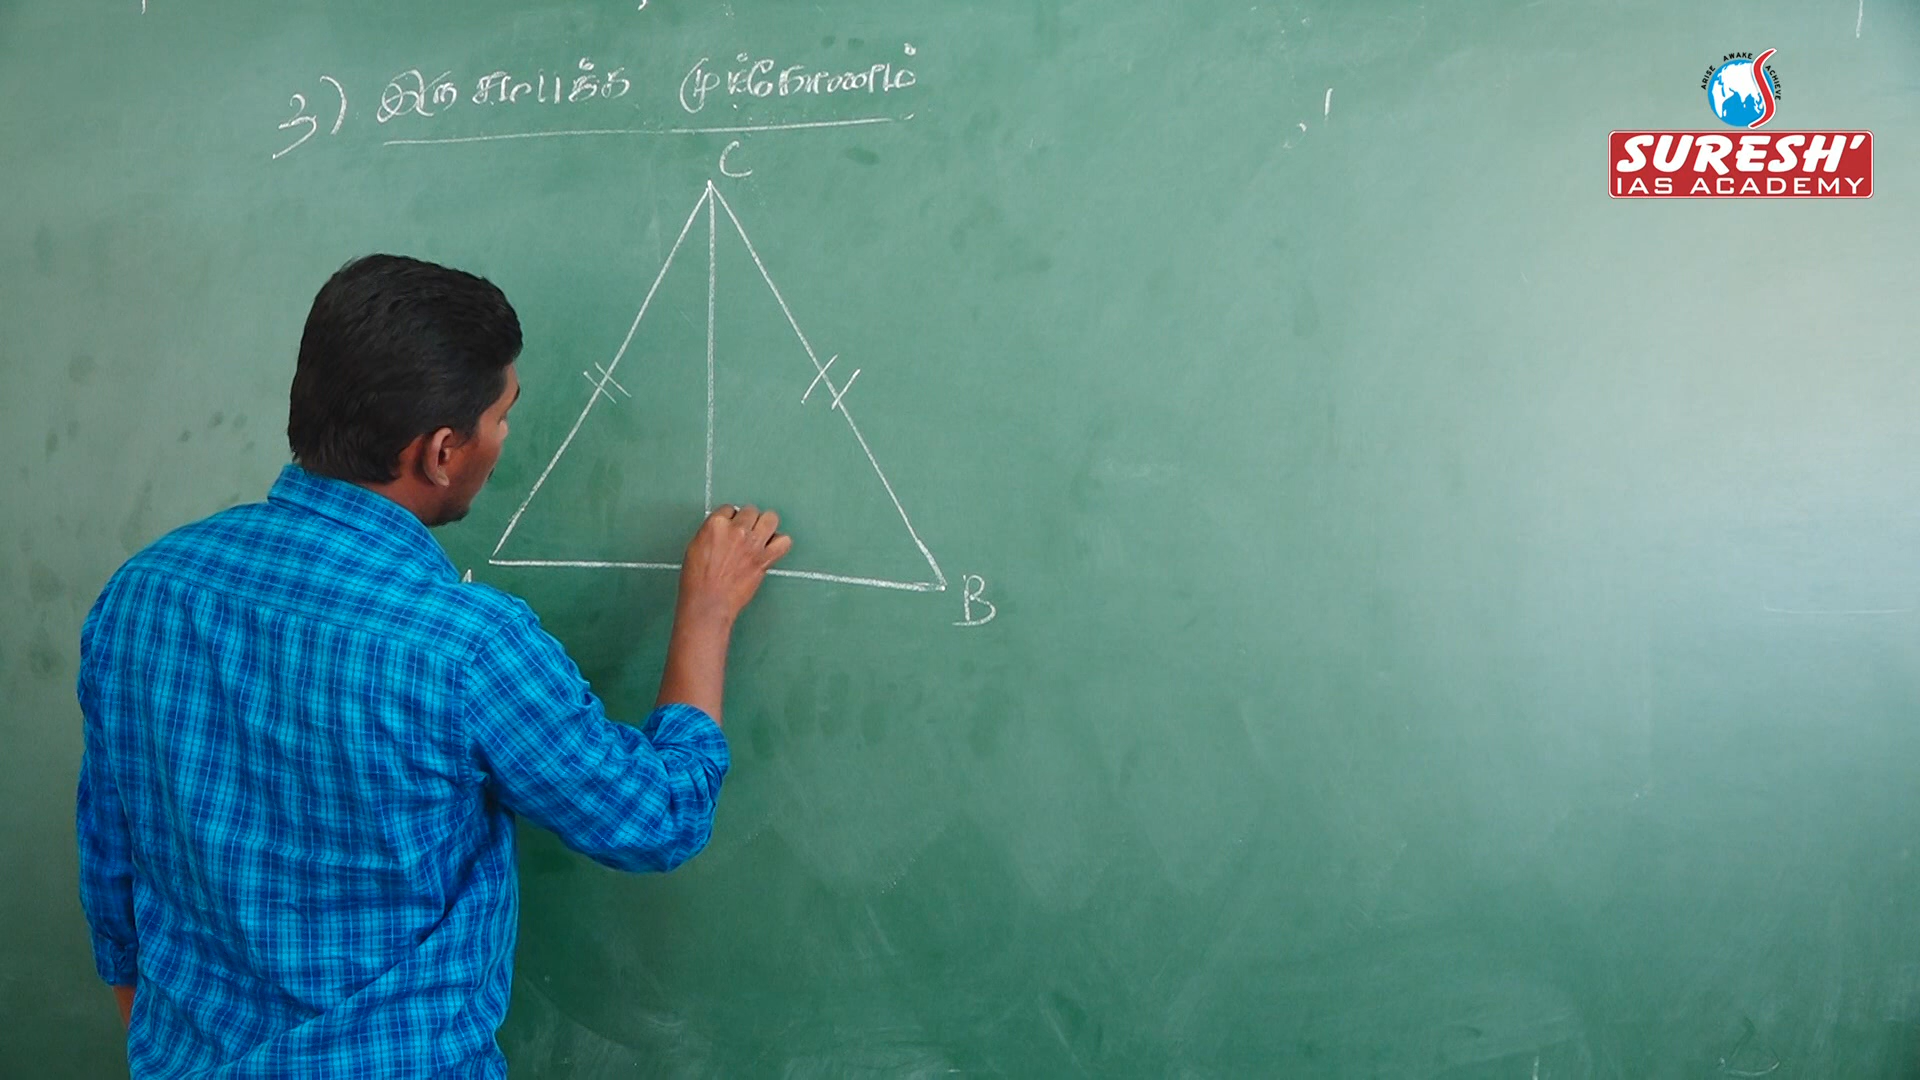 3) இரு சமபக்க முக்கோணம்
C
B
ARISE AWAKE ACHIEVE
SURESH'
IAS ACADEMY